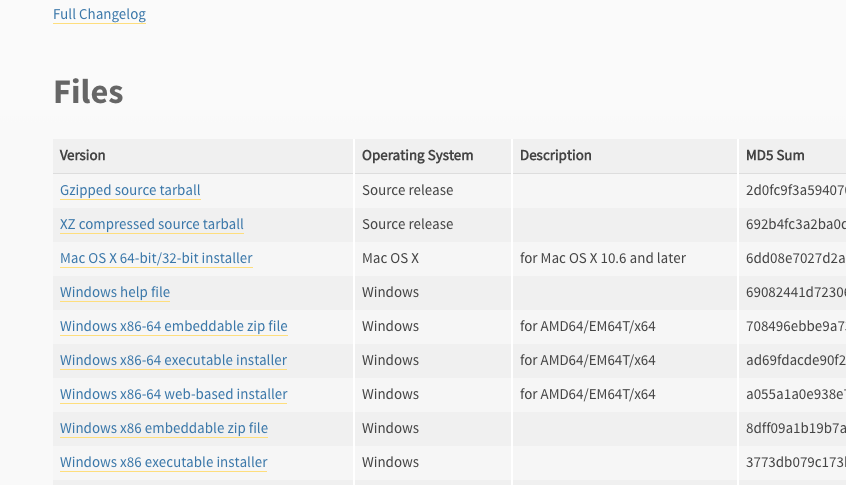 Full Changelog
Files
Version Operating System Description MD5 Sum
Gzipped source tarball Source release 2d0fc9f3a59407
XZ compressed source tarball Source release 692b4fc3a2ba0
Mac OS X 64-bit/32-bit installer Mac OS X for Mac OS X 10.6 and later 6dd08e7027d2a
Windows help file Windows 69082441d7230
Windows x86-64 embeddable zip file Windows for AMD64/EM64T/x64 708496ebbe9a7
Windows x86-64 executable installer Windows for AMD64/EM64T/x64 ad69fdacde90f2
Windows x86-64 web-based installer Windows for AMD64/EM64T/x64 a055a1a0e938e
Windows x86 embeddable zip file Windows 8dff09a1b19b7a
Windows x86 executable installer Windows 3773db079c173